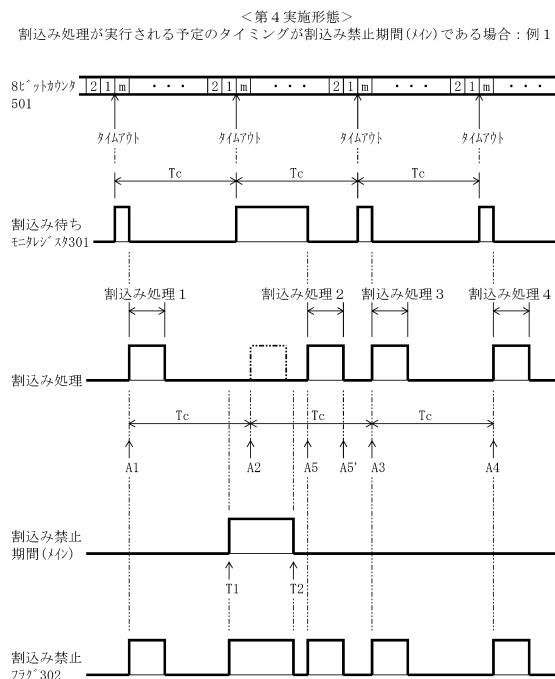 ＜第４実施形態＞
割込み処理が実行される予定のタイミングが割込み禁止期間(ﾒｲﾝ)である場合：例１
8ﾋﾞｯﾄｶｳﾝﾀ
501
2 1 m ・・・ 2 1 m ・・・ 2 1 m ・・・ 2 1 m ・・・
ﾀｲﾑｱｳﾄ ﾀｲﾑｱｳﾄ ﾀｲﾑｱｳﾄ ﾀｲﾑｱｳﾄ
Tc Tc Tc
割込み待ち
ﾓﾆﾀﾚｼﾞｽﾀ301
割込み処理１ 割込み処理２ 割込み処理３ 割込み処理４
割込み処理
Tc Tc Tc
A1 A2 A5 A5' A3 A4
割込み禁止
期間(ﾒｲﾝ)
T1 T2
割込み禁止
ﾌﾗｸﾞ302